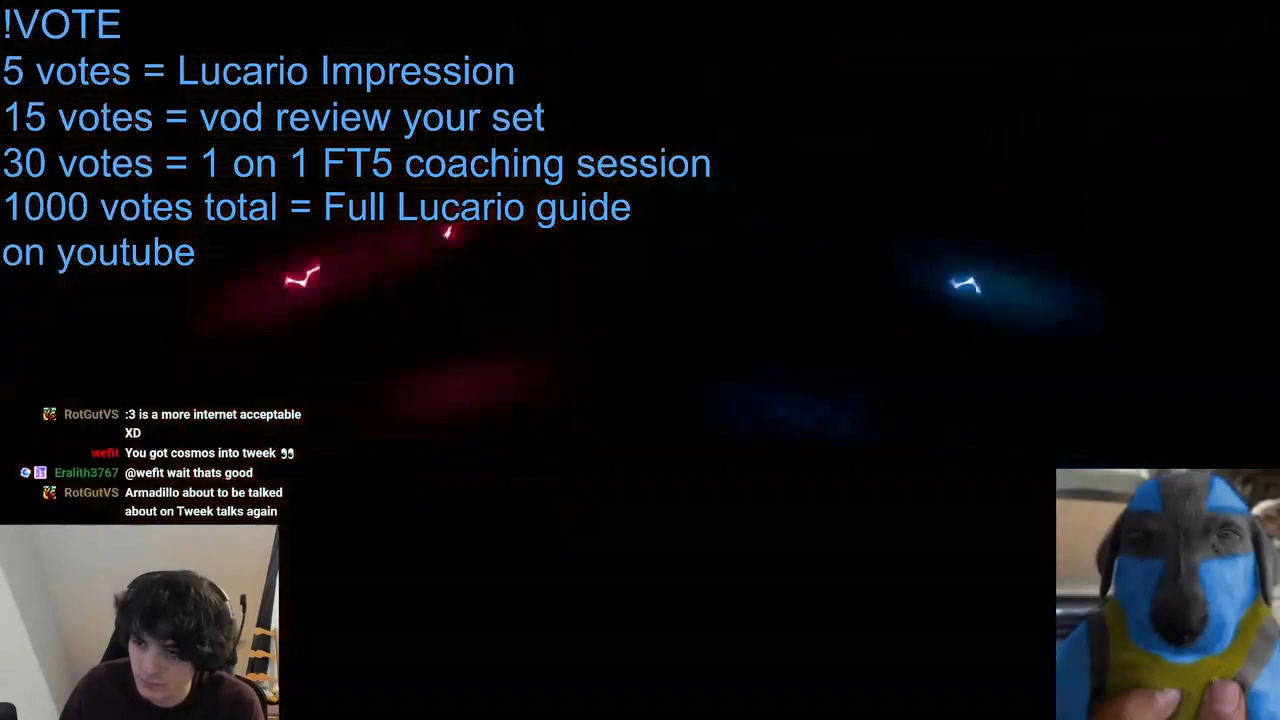 !VOTE
5 votes = Lucario Impression
15 votes = vod review your set
30 votes = 1 on 1 FT5 coaching session
1000 votes total = Full Lucario guide
on youtube
RotGutVS :3 is a more internet acceptable
XD
wefit You got cosmos into tweek 👀
Eralith3767 @wefit wait thats good
RotGutVS Armadillo about to be talked
about on Tweek talks again